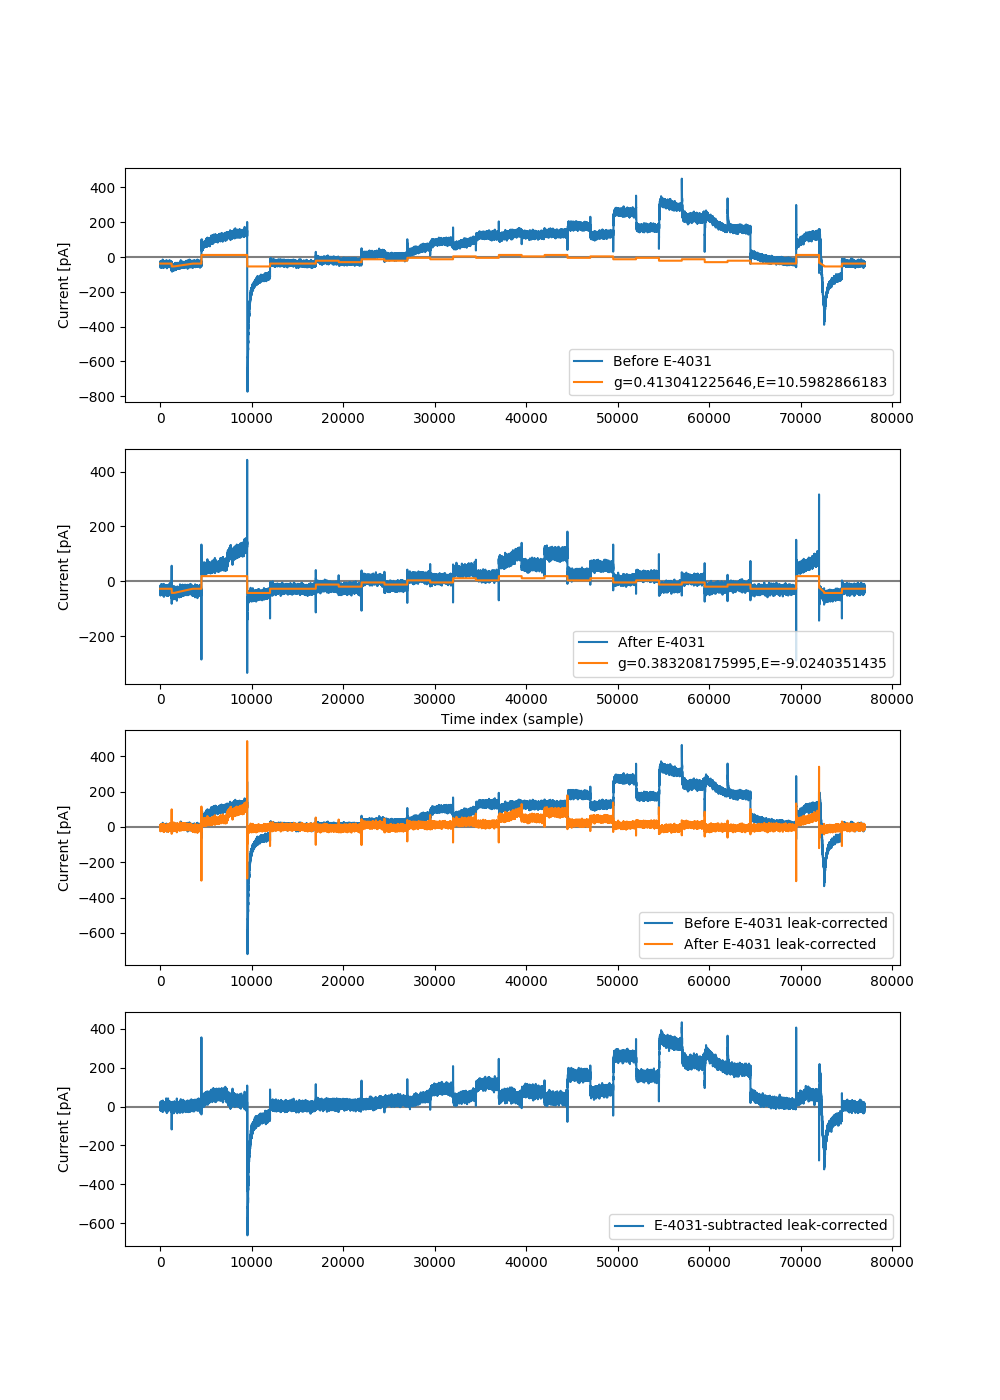 400
200
0
−200
−400
−600
−800
Current [pA]
Before E-4031
g=0.413041225646,E=10.5982866183
0 10000 20000 30000 40000 50000 60000 70000 80000
400
200
0
−200
Current [pA]
After E-4031
g=0.383208175995,E=-9.0240351435
0 10000 20000 30000 40000 50000 60000 70000 80000
Time index (sample)
400
200
0
−200
−400
−600
Current [pA]
Before E-4031 leak-corrected
After E-4031 leak-corrected
0 10000 20000 30000 40000 50000 60000 70000 80000
400
200
0
−200
−400
−600
Current [pA]
E-4031-subtracted leak-corrected
0 10000 20000 30000 40000 50000 60000 70000 80000